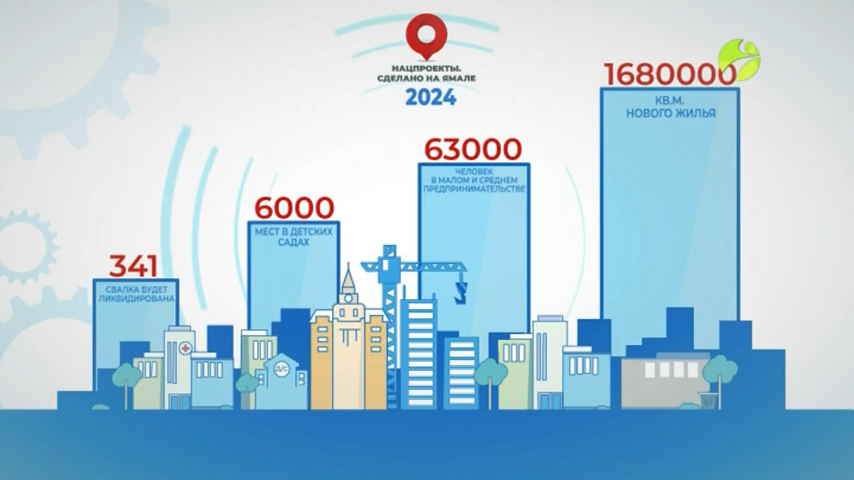 НАЦПРОЕКТЫ.
СДЕЛАНО НА ЯМАЛЕ
2024
1680000
КВ.М.
НОВОГО ЖИЛЬЯ
63000
ЧЕЛОВЕК
В МАЛОМ И СРЕДНЕМ
ПРЕДПРИНИМАТЕЛЬСТВЕ
6000
МЕСТ В ДЕТСКИХ
САДАХ
341
СВАЛКА БУДЕТ
ЛИКВИДИРОВАНА
Д/С